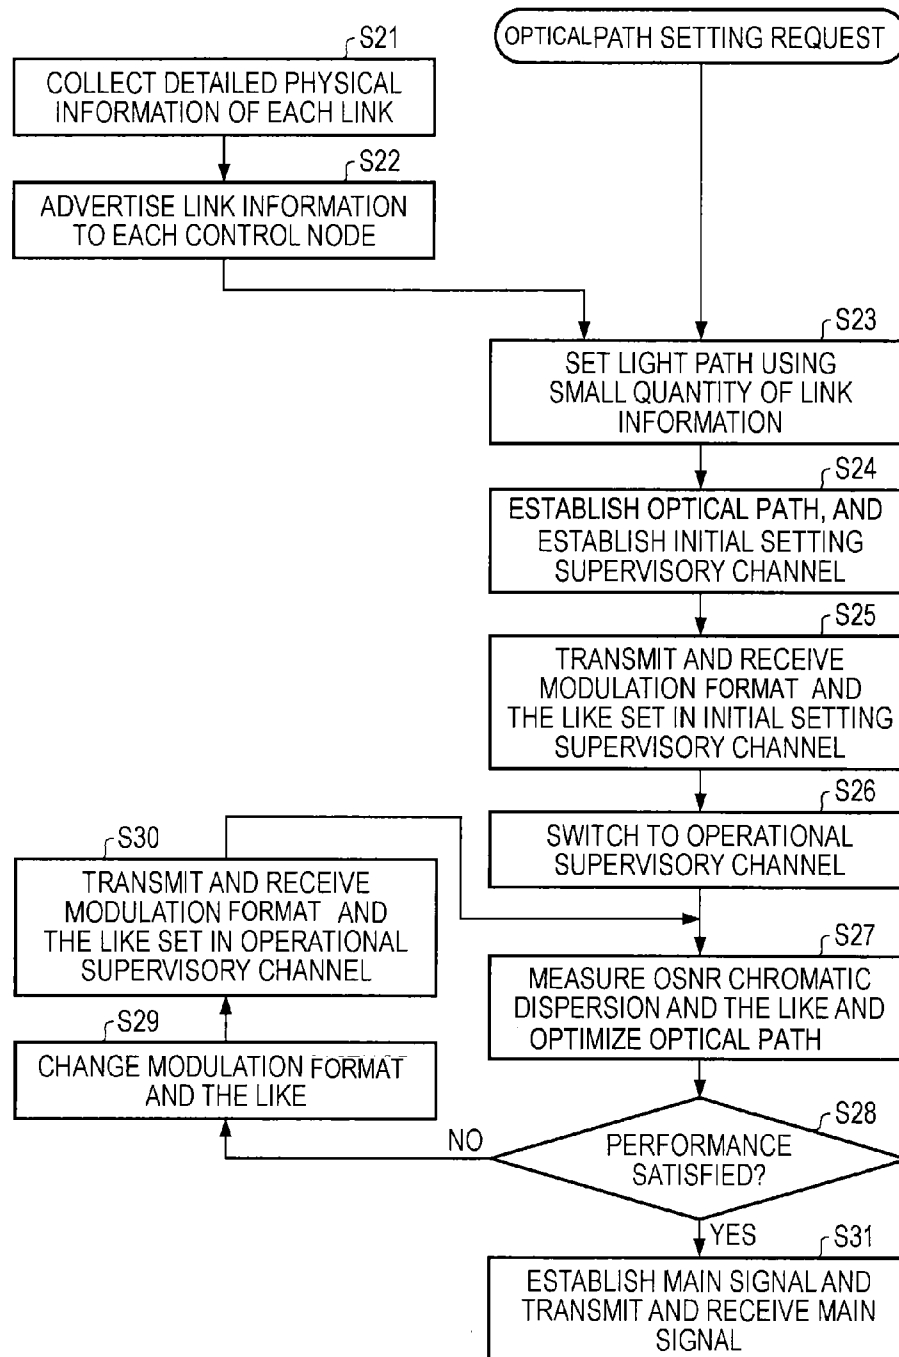 OPTICAL PATH SETTING REQUEST
S21
COLLECT DETAILED PHYSICAL
INFORMATION OF EACH LINK
S22
ADVERTISE LINK INFORMATION
TO EACH CONTROL NODE
S23
SET LIGHT PATH USING
SMALL QUANTITY OF LINK
INFORMATION
S24
ESTABLISH OPTICAL PATH, AND
ESTABLISH INITIAL SETTING
SUPERVISORY CHANNEL
S25
TRANSMIT AND RECEIVE
MODULATION FORMAT AND
THE LIKE SET IN INITIAL SETTING
SUPERVISORY CHANNEL
S26
SWITCH TO OPERATIONAL
SUPERVISORY CHANNEL
S27
MEASURE OSNR CHROMATIC
DISPERSION AND THE LIKE AND
OPTIMIZE OPTICAL PATH
S28
PERFORMANCE
SATISFIED?
NO
S29
CHANGE MODULATION FORMAT
AND THE LIKE
S30
TRANSMIT AND RECEIVE
MODULATION FORMAT AND
THE LIKE SET IN OPERATIONAL
SUPERVISORY CHANNEL
YES
S31
ESTABLISH MAIN SIGNAL AND
TRANSMIT AND RECEIVE MAIN
SIGNAL